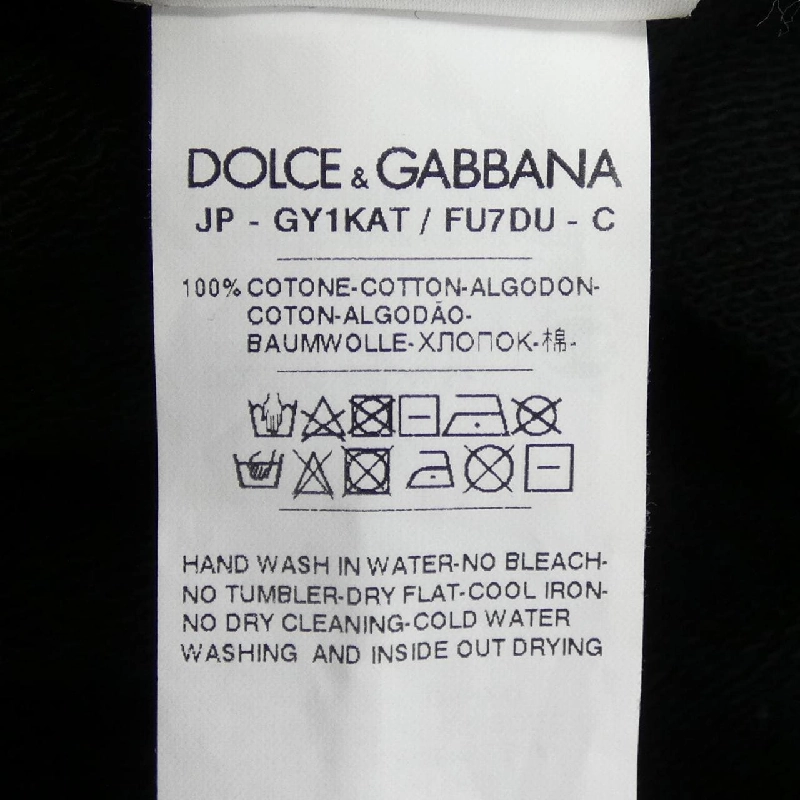 DOLCE & GABBANA
JP - GY1KAT / FU7DU - C
100% COTONE-COTTON-ALGODON-
COTON-ALGODÃO-
BAUMWOLLE-ХЛОПОК-棉-
HAND WASH IN WATER-NO BLEACH-
NO TUMBLER-DRY FLAT-COOL IRON-
NO DRY CLEANING-COLD WATER
WASHING AND INSIDE OUT DRYING